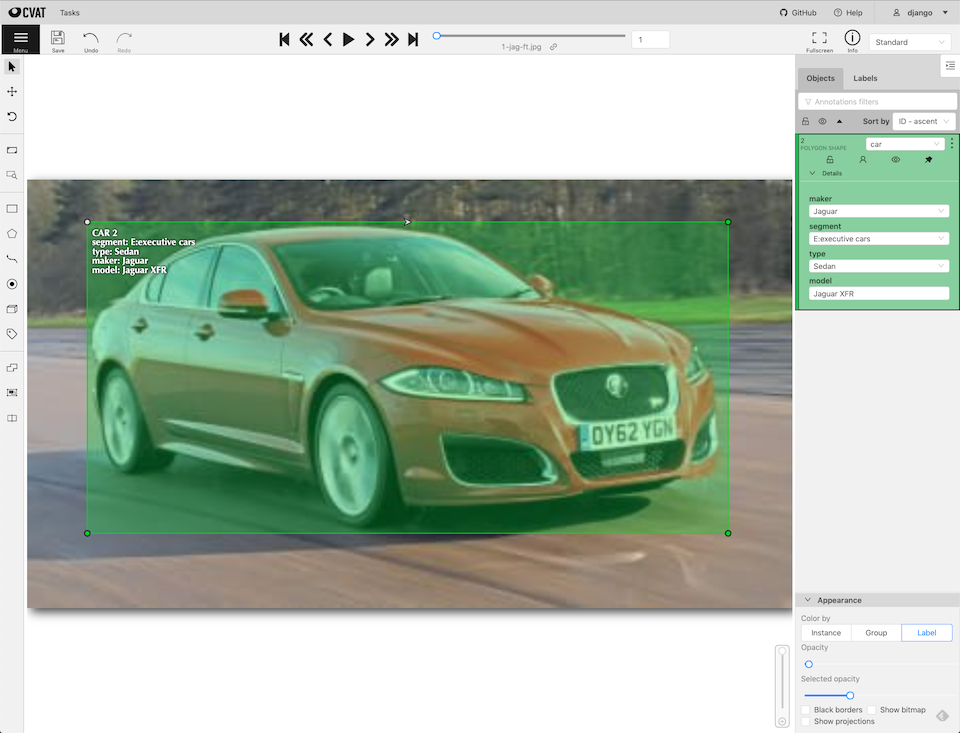 CVAT
Tasks
GitHub
Help
django
Menu
Save
Undo
Redo
1-jag-ft.jpg
1
Fullscreen
Info
Standard
Objects
Labels
Annotations filters
Sort by
ID - ascent
2
POLYGON SHAPE
car
Details
maker
Jaguar
segment
E:executive cars
type
Sedan
model
Jaguar XFR
CAR 2
segment: E:executive cars
type: Sedan
maker: Jaguar
model: Jaguar XFR
OY62 YGN
Appearance
Color by
Instance
Group
Label
Opacity
Selected opacity
Black borders
Show bitmap
Show projections